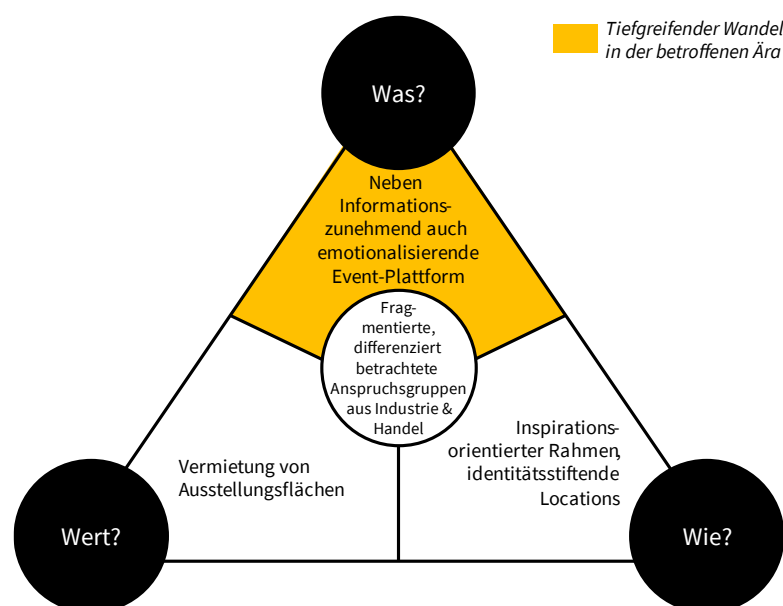 Tiefgreifender Wandel
in der betroffenen Ära
Was?
Neben
Informations-
zunehmend auch
emotionalisierende
Event-Plattform
Frag-
mentierte,
differenziert
betrachtete
Anspruchsgruppen
aus Industrie &
Handel
Inspirations-
orientierter Rahmen,
identitätsstiftende
Locations
Vermietung von
Ausstellungsflächen
Wert?
Wie?